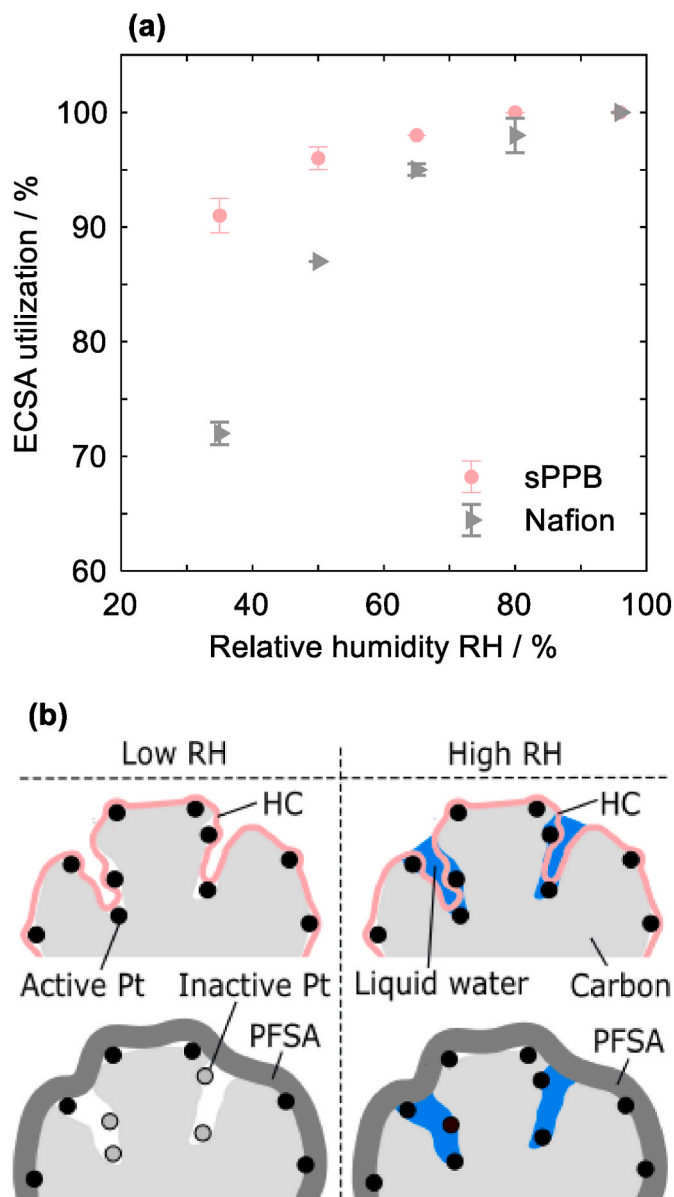 (a)
ECSA utilization / %
100
90
80
70
60
sPPB
Nafion
20 40 60 80 100
Relative humidity RH / %
(b)
Low RH High RH
HC HC
Active Pt Inactive Pt Liquid water Carbon
PFSA PFSA